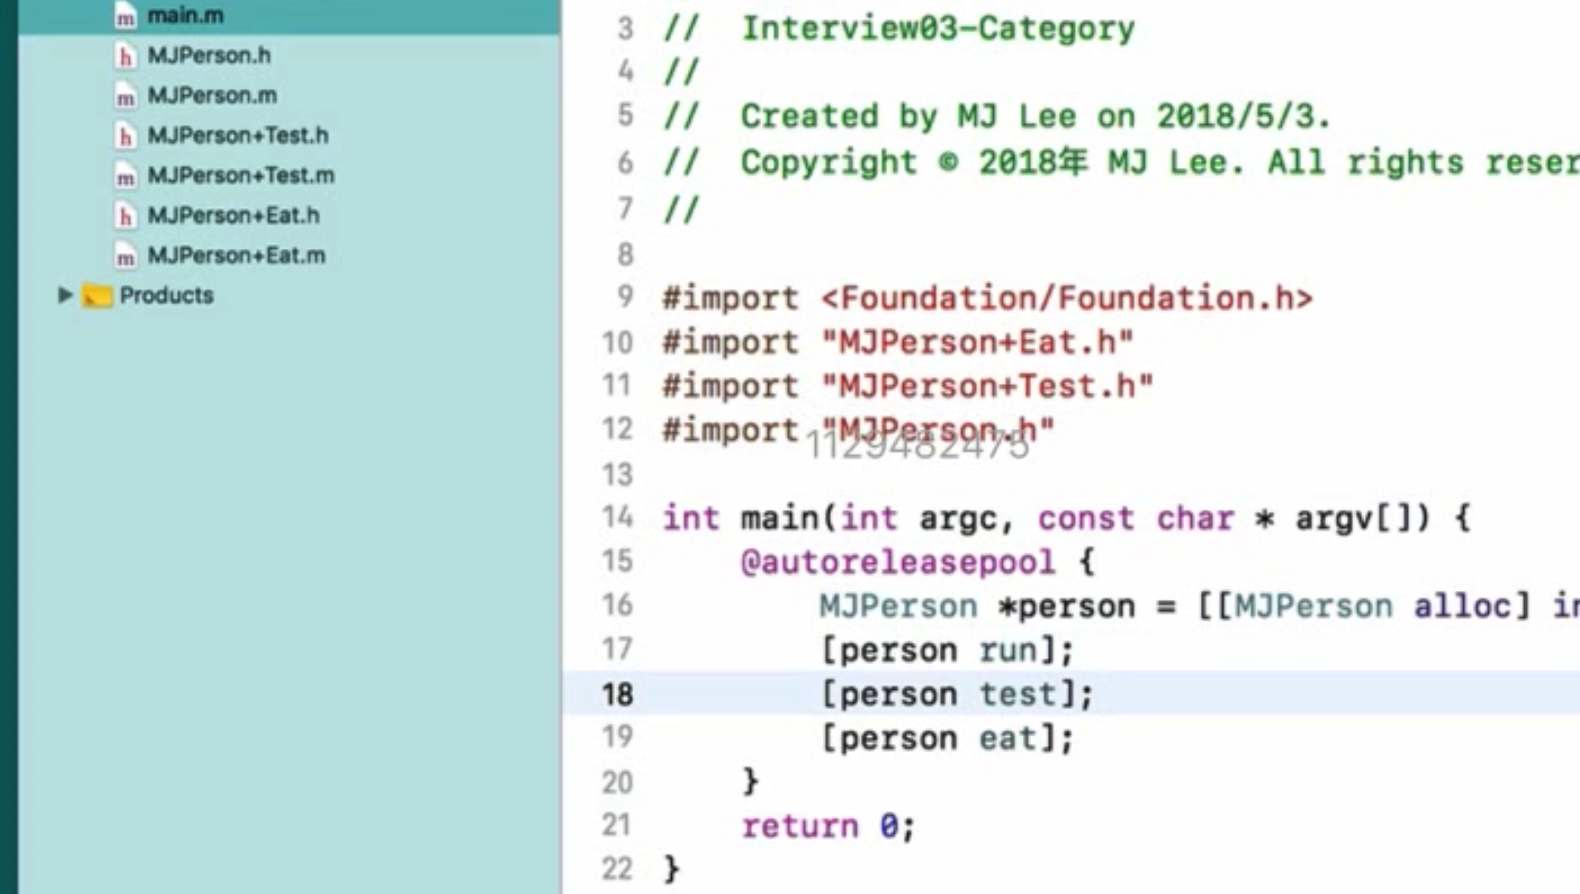 main.m
MJPerson.h
MJPerson.m
MJPerson+Test.h
MJPerson+Test.m
MJPerson+Eat.h
MJPerson+Eat.m
Products
3 // Interview03-Category
4 //
5 // Created by MJ Lee on 2018/5/3.
6 // Copyright © 2018年 MJ Lee. All rights reser
7 //
8
9 #import <Foundation/Foundation.h>
10 #import "MJPerson+Eat.h"
11 #import "MJPerson+Test.h"
12 #import "MJPerson.h"
1129482475
13
14 int main(int argc, const char * argv[]) {
15 @autoreleasepool {
16 MJPerson *person = [[MJPerson alloc] in
17 [person run];
18 [person test];
19 [person eat];
20 }
21 return 0;
22 }